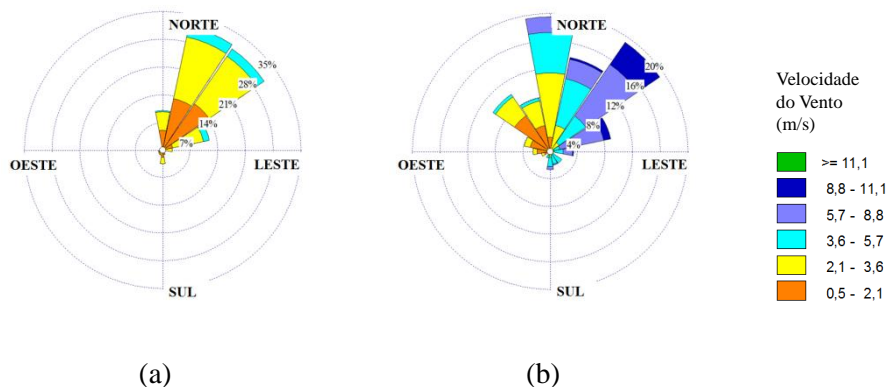 NORTE
35%
28%
21%
14%
7%
OESTE
LESTE
SUL
(a)
NORTE
20%
16%
12%
8%
4%
OESTE
LESTE
SUL
(b)
Velocidade
do Vento
(m/s)
>= 11,1
8,8 - 11,1
5,7 - 8,8
3,6 - 5,7
2,1 - 3,6
0,5 - 2,1